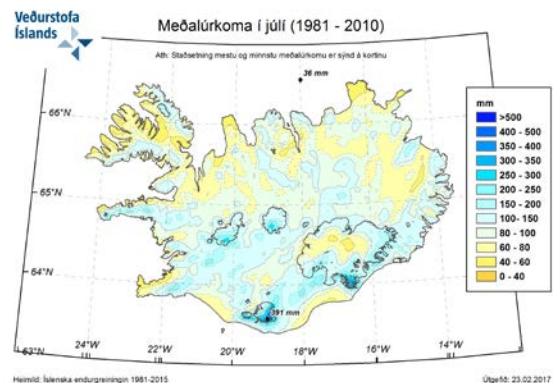 Veðurstofa
Íslands
Meðalúrkoma í júlí (1981 - 2010)
Ath: Staðsetning mestu og minnstu meðalúrkomu er sýnd á kortinu
36 mm
66°N
65°N
64°N
63°N
391 mm
24°W
22°W
20°W
18°W
16°W
14°W
mm
>500
400 - 500
350 - 400
300 - 350
250 - 300
200 - 250
150 - 200
100 - 150
80 - 100
60 - 80
40 - 60
0 - 40
Heimild: Íslenska endurgreiningin 1981-2015
Útgefið: 23.02.2017